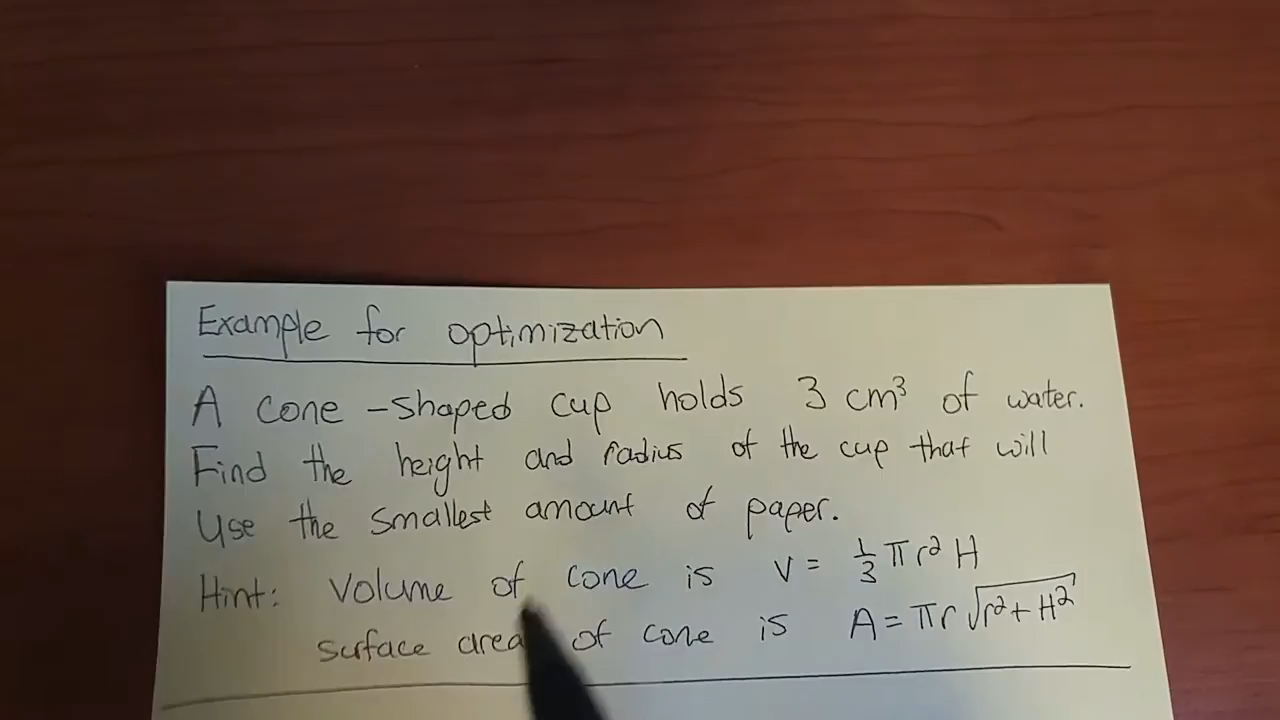 Example for optimization
A cone-shaped cup holds 3 cm³ of water.
Find the height and radius of the cup that will
Use the smallest amount of paper.
Hint: Volume of cone is V = 1/3 πr² H
surface area of cone is A = πr √(r² + H²)